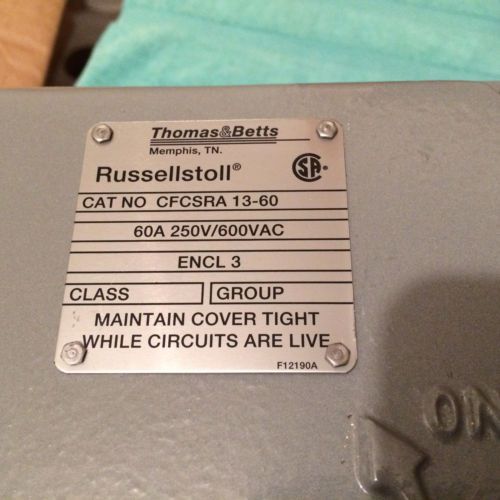 Thomas&Betts
Memphis, TN.
Russellstoll®
CSA
CAT NO CFCSRA 13-60
60A 250V/600VAC
ENCL 3
CLASS GROUP
MAINTAIN COVER TIGHT
WHILE CIRCUITS ARE LIVE
F12190A
ON